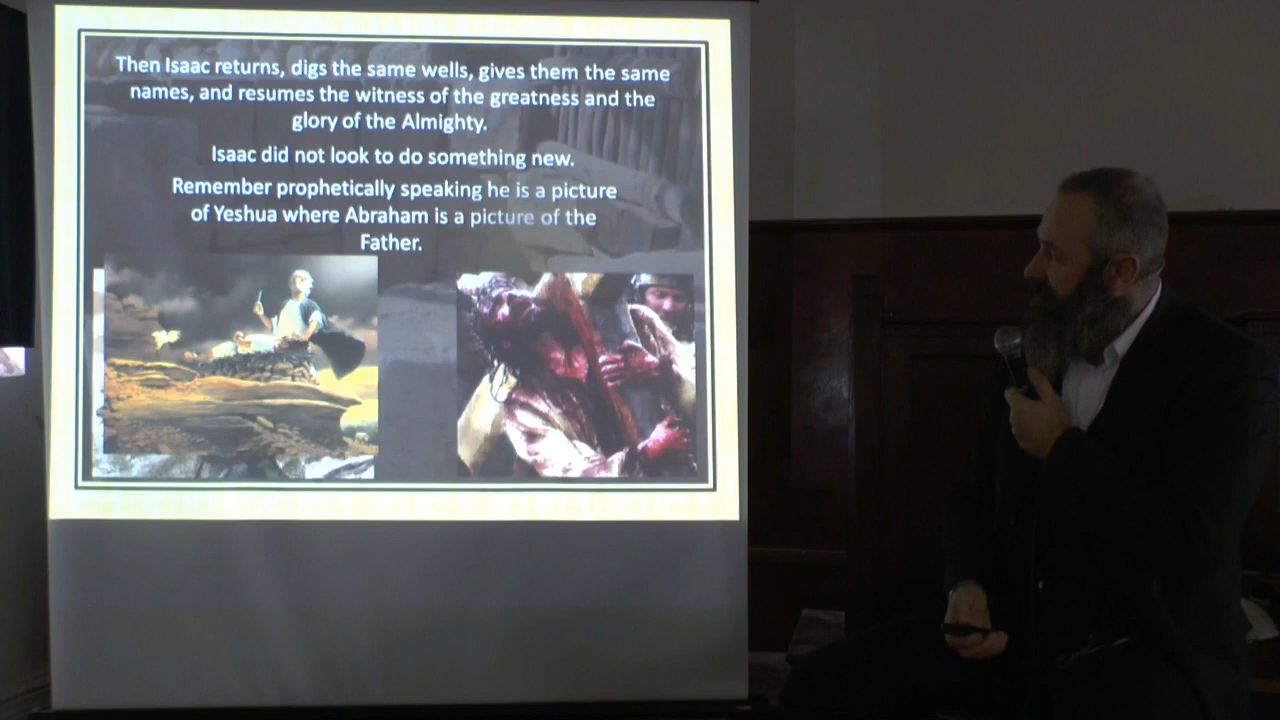 Then Isaac returns, digs the same wells, gives them the same
names, and resumes the witness of the greatness and the
glory of the Almighty.
Isaac did not look to do something new.
Remember prophetically speaking he is a picture
of Yeshua where Abraham is a picture of the
Father.